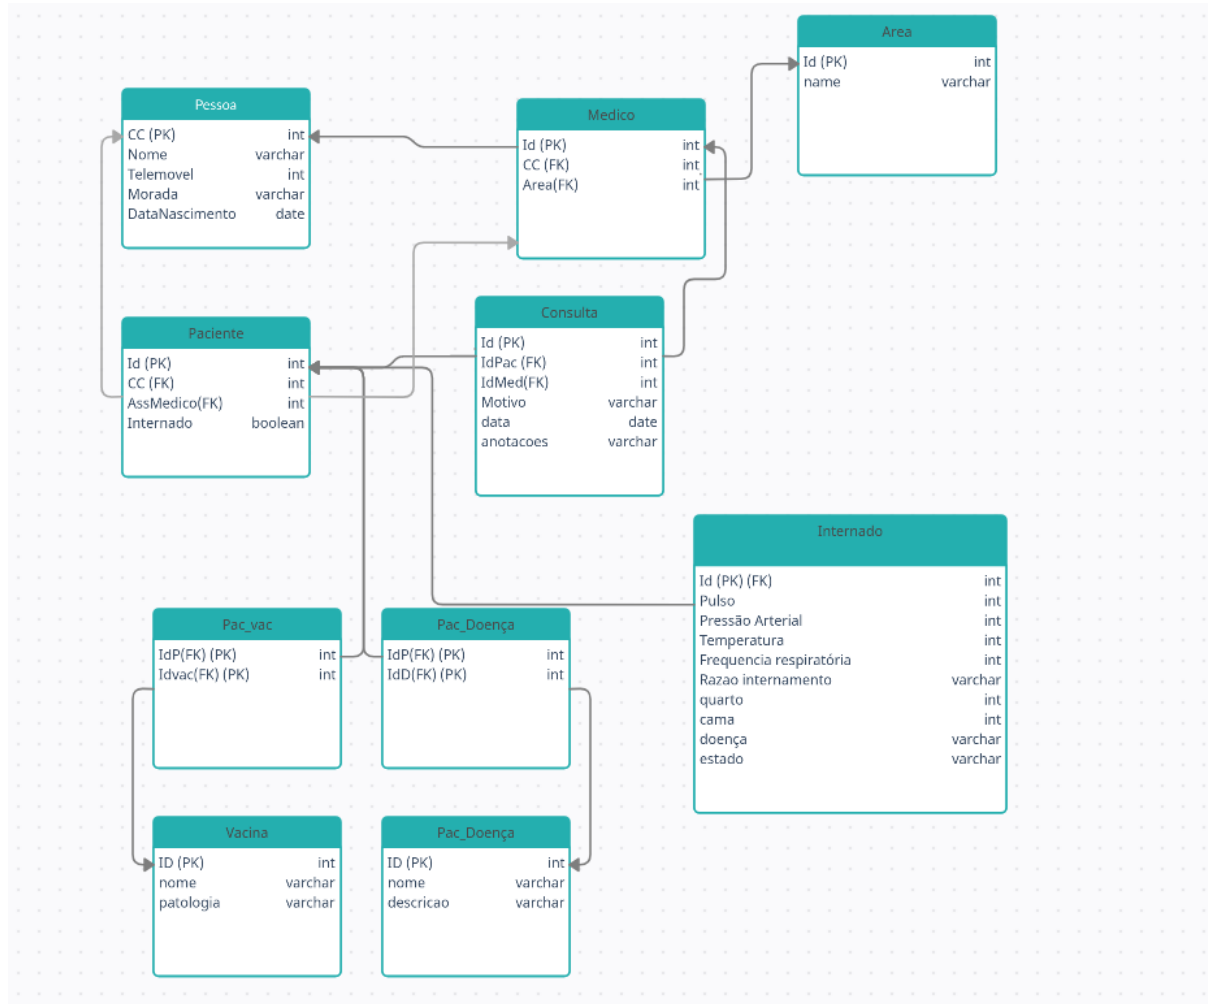 Area
Id (PK) int
name varchar
Pessoa
CC (PK) int
Nome varchar
Telemovel int
Morada varchar
DataNascimento date
Medico
Id (PK) int
CC (FK) int
Area(FK) int
Paciente
Id (PK) int
CC (FK) int
AssMedico(FK) int
Internado boolean
Consulta
Id (PK) int
IdPac (FK) int
IdMed(FK) int
Motivo varchar
data date
anotacoes varchar
Internado
Id (PK) (FK) int
Pulso int
Pressão Arterial int
Temperatura int
Frequencia respiratória int
Razao internamento varchar
quarto int
cama int
doença varchar
estado varchar
Pac_vac
IdP(FK) (PK) int
Idvac(FK) (PK) int
Pac_Doença
IdP(FK) (PK) int
IdD(FK) (PK) int
Vacina
ID (PK) int
nome varchar
patologia varchar
Pac_Doença
ID (PK) int
nome varchar
descricao varchar